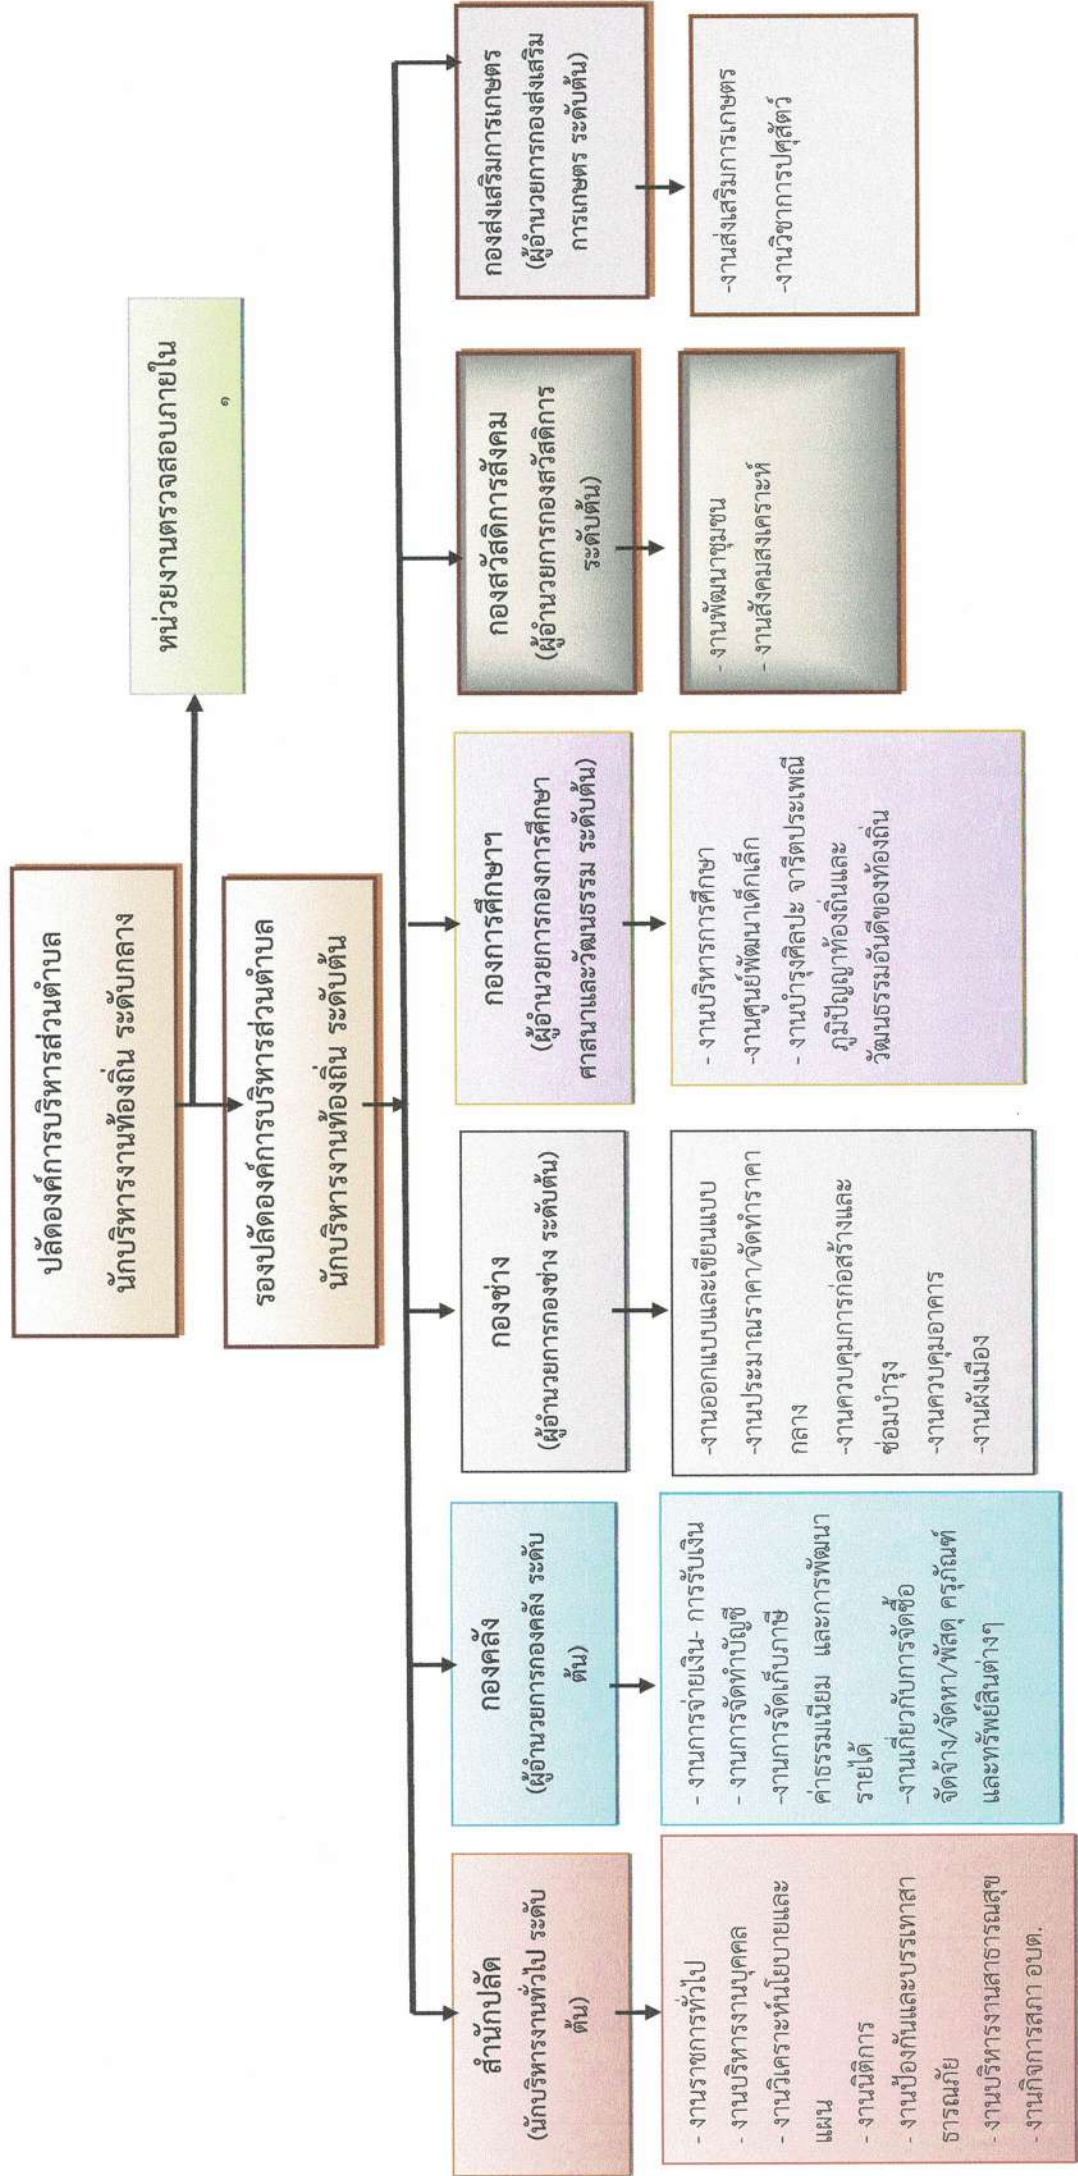 ปลัดองค์การบริหารส่วนตำบล
นักบริหารงานท้องถิ่น ระดับกลาง
หน่วยงานตรวจสอบภายใน
๑
รองปลัดองค์การบริหารส่วนตำบล
นักบริหารงานท้องถิ่น ระดับต้น
สำนักปลัด
(นักบริหารงานทั่วไป ระดับ
ต้น)
- งานราชการทั่วไป
- งานบริหารงานบุคคล
- งานวิเคราะห์นโยบายและ
แผน
- งานนิติการ
- งานป้องกันและบรรเทาสา
ธารณภัย
-งานบริหารงานสาธารณสุข
- งานกิจการสภา อบต.
กองคลัง
(ผู้อำนวยการกองคลัง ระดับ
ต้น)
- งานการจ่ายเงิน- การรับเงิน
- งานการจัดทำบัญชี
-งานการจัดเก็บภาษี
ค่าธรรมเนียม และการพัฒนา
รายได้
-งานเกี่ยวกับการจัดซื้อ
จัดจ้าง/จัดหา/พัสดุ ครุภัณฑ์
และทรัพย์สินต่างๆ
กองช่าง
(ผู้อำนวยการกองช่าง ระดับต้น)
-งานออกแบบและเขียนแบบ
-งานประมาณราคา/จัดทำราคา
กลาง
-งานควบคุมการก่อสร้างและ
ซ่อมบำรุง
-งานควบคุมอาคาร
-งานผังเมือง
กองการศึกษาฯ
(ผู้อำนวยการกองการศึกษา
ศาสนาและวัฒนธรรม ระดับต้น)
- งานบริหารการศึกษา
-งานศูนย์พัฒนาเด็กเล็ก
- งานบำรุงศิลปะ จารีตประเพณี
ภูมิปัญญาท้องถิ่นและ
วัฒนธรรมอันดีของท้องถิ่น
กองสวัสดิการสังคม
(ผู้อำนวยการกองสวัสดิการ
ระดับต้น)
- งานพัฒนาชุมชน
- งานสังคมสงเคราะห์
กองส่งเสริมการเกษตร
(ผู้อำนวยการกองส่งเสริม
การเกษตร ระดับต้น)
-งานส่งเสริมการเกษตร
-งานวิชาการปศุสัตว์